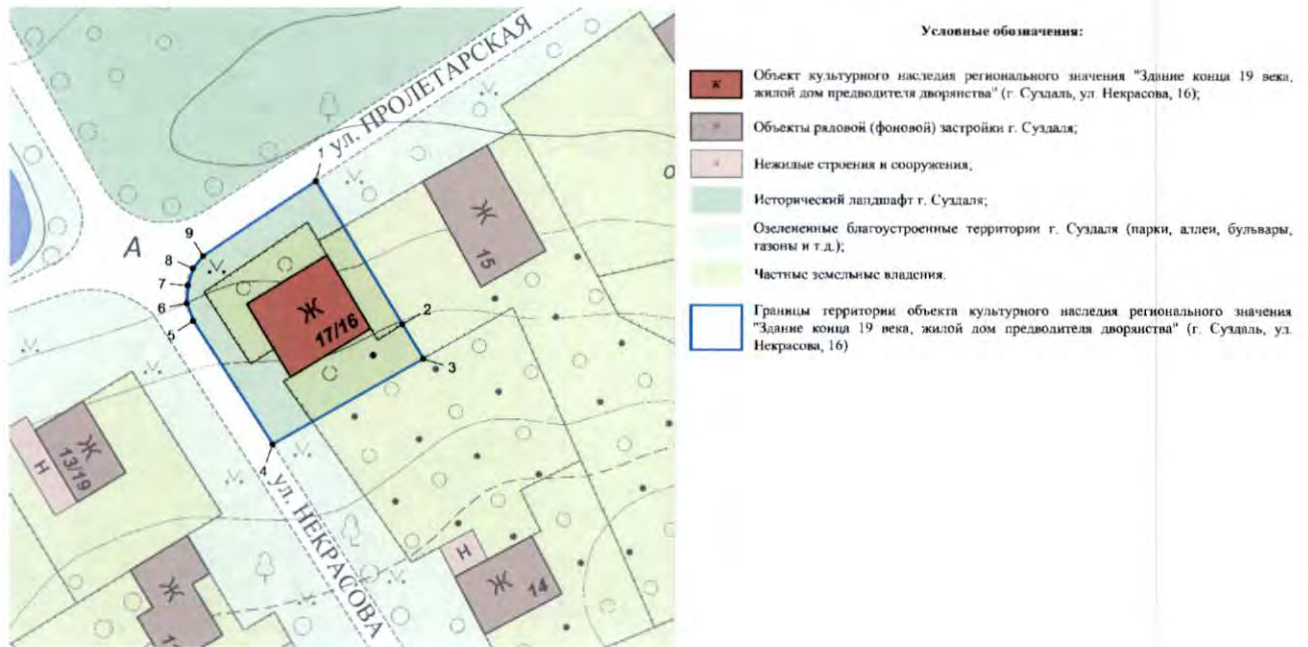 ул. ПРОЛЕТАРСКАЯ
1
9
А
8
7
6
5
Ж
17/16
2
3
Ж
15
4
ул. НЕКРАСОВА
Ж
13/19
Н
Н
Ж
14
Ж
Условные обозначения:
ж
Объект культурного наследия регионального значения "Здание конца 19 века,
жилой дом предводителя дворянства" (г. Суздаль, ул. Некрасова, 16);
Объекты рядовой (фоновой) застройки г. Суздаля;
Нежилые строения и сооружения;
Исторический ландшафт г. Суздаля;
Озелененные благоустроенные территории г. Суздаля (парки, аллеи, бульвары,
газоны и т.д.);
Частные земельные владения.
Границы территории объекта культурного наследия регионального значения
"Здание конца 19 века, жилой дом предводителя дворянства" (г. Суздаль, ул.
Некрасова, 16)